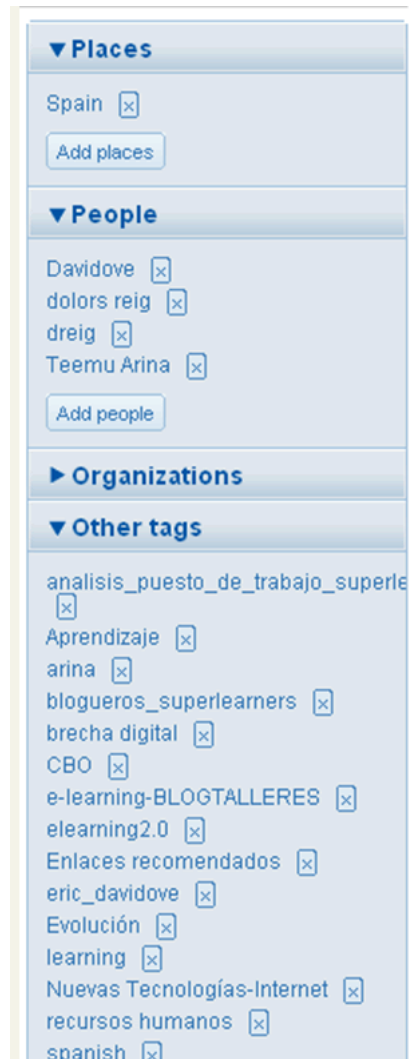 Places
Spain
Add places
People
Davidove
dolors reig
dreig
Teemu Arina
Add people
Organizations
Other tags
analisis_puesto_de_trabajo_superle
Aprendizaje
arina
blogueros_superlearners
brecha digital
CBO
e-learning-BLOGTALLERES
elearning2.0
Enlaces recomendados
eric_davidove
Evolución
learning
Nuevas Tecnologías-Internet
recursos humanos
spanish